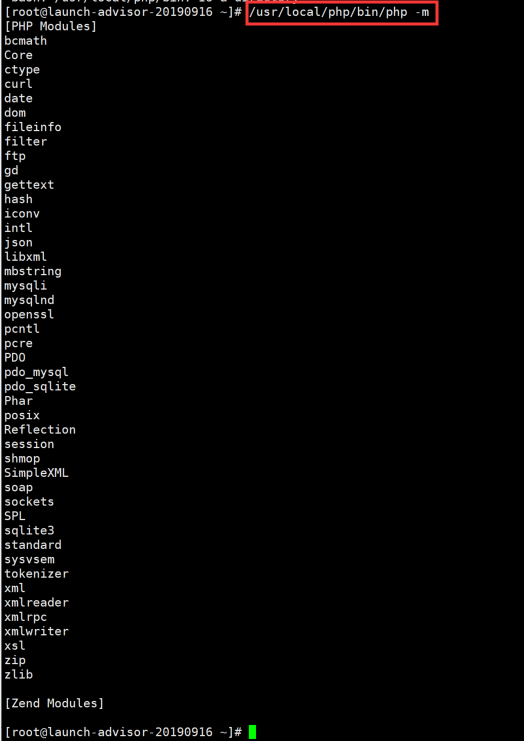 [root@launch-advisor-20190916 ~]# /usr/local/php/bin/php -m
[PHP Modules]
bcmath
Core
ctype
curl
date
dom
fileinfo
filter
ftp
gd
gettext
hash
iconv
intl
json
libxml
mbstring
mysqli
mysqlnd
openssl
pcntl
pcre
PDO
pdo_mysql
pdo_sqlite
Phar
posix
Reflection
session
shmop
SimpleXML
soap
sockets
SPL
sqlite3
standard
sysvsem
tokenizer
xml
xmlreader
xmlrpc
xmlwriter
xsl
zip
zlib
[Zend Modules]
[root@launch-advisor-20190916 ~]#